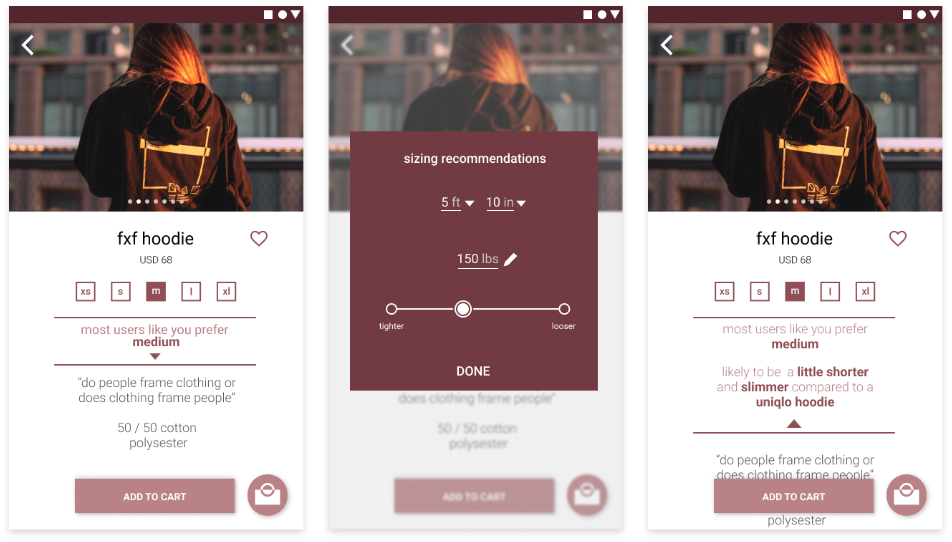 fxf hoodie
USD 68
xs s m l xl
most users like you prefer
medium
“do people frame clothing or
does clothing frame people”
50 / 50 cotton
polysester
ADD TO CART
sizing recommendations
5 ft 10 in
150 lbs
tighter looser
DONE
does clothing frame people”
50 / 50 cotton
polysester
ADD TO CART
fxf hoodie
USD 68
xs s m l xl
most users like you prefer
medium
likely to be a little shorter
and slimmer compared to a
uniqlo hoodie
“do people frame clothing or
does clothing frame people”
ADD TO CART
polysester